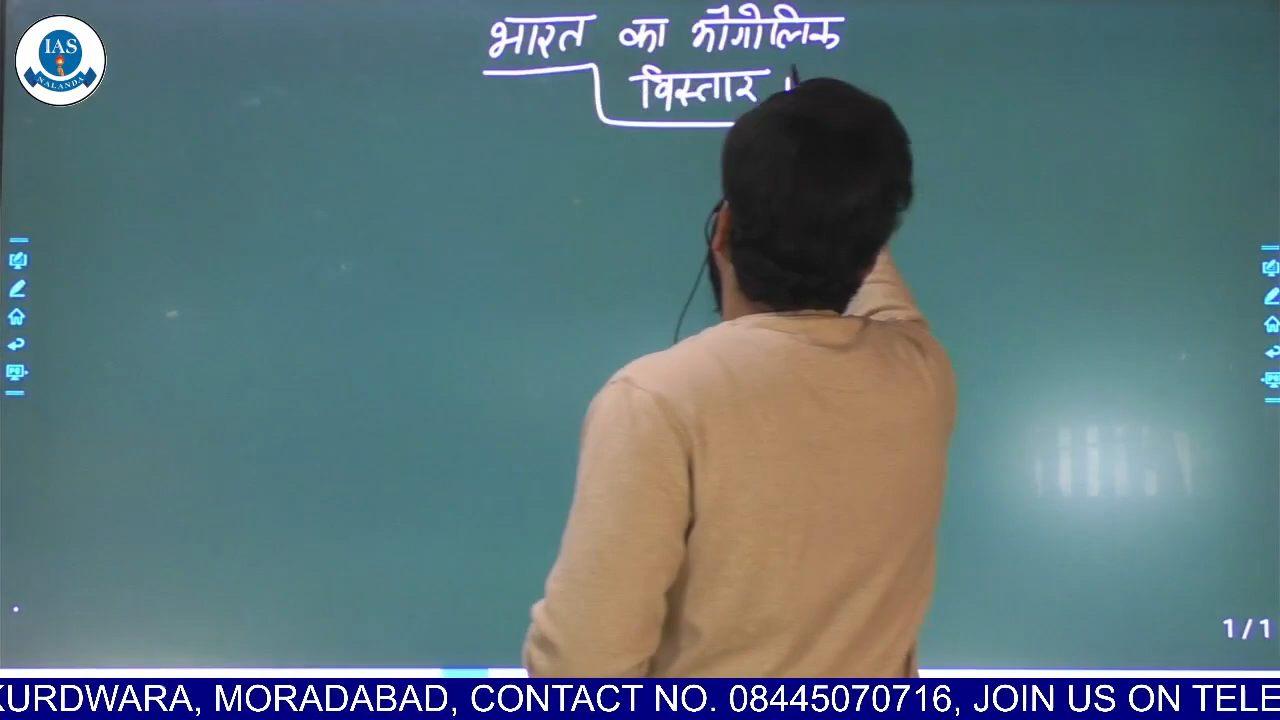 IAS
NALANDA
भारत का भौगोलिक
विस्तार ।
1 / 1
KURDWARA, MORADABAD, CONTACT NO. 08445070716, JOIN US ON TELE